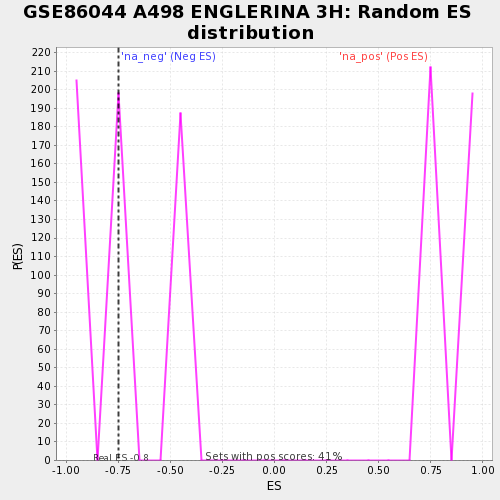 GSE86044 A498 ENGLERINA 3H: Random ES
distribution
'na_neg' (Neg ES)
'na_pos' (Pos ES)
220
210
200
190
180
170
160
150
140
130
120
110
100
90
80
70
60
50
40
30
20
10
0
P(ES)
Real ES -0.8
Sets with pos scores: 41%
-1.00 -0.75 -0.50 -0.25 0.00 0.25 0.50 0.75 1.00
ES